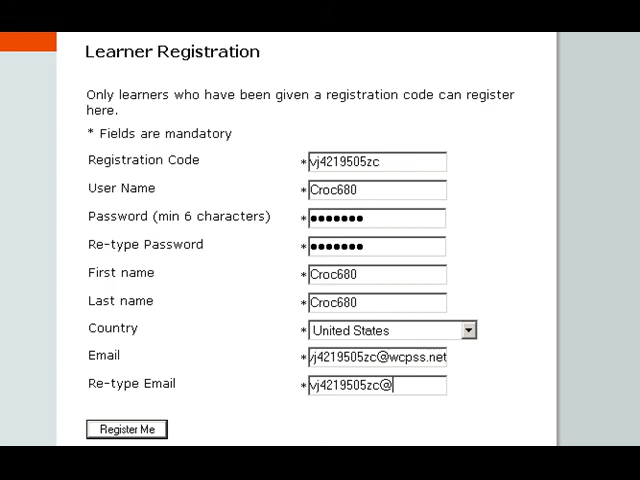 Learner Registration
Only learners who have been given a registration code can register
here.
* Fields are mandatory
Registration Code * vj4219505zc
User Name * Croc680
Password (min 6 characters) * •••••••
Re-type Password * •••••••
First name * Croc680
Last name * Croc680
Country * United States
Email * vj4219505zc@wcpss.net
Re-type Email * vj4219505zc@
Register Me